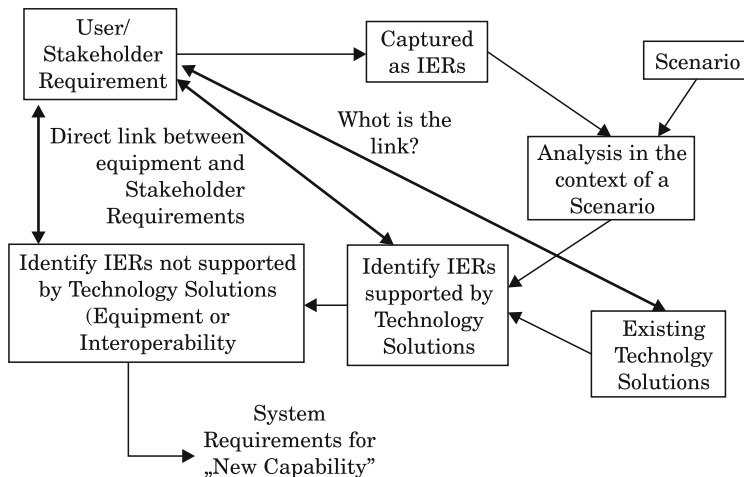 User/
Stakeholder
Requirement
Captured
as IERs
Scenario
Direct link between
equipment and
Stakeholder
Requirements
Whot is the
link?
Analysis in the
context of a
Scenario
Identify IERs not supported
by Technology Solutions
(Equipment or
Interoperability
Identify IERs
supported by
Technology
Solutions
Existing
Technolgy
Solutions
System
Requirements for
„New Capability”